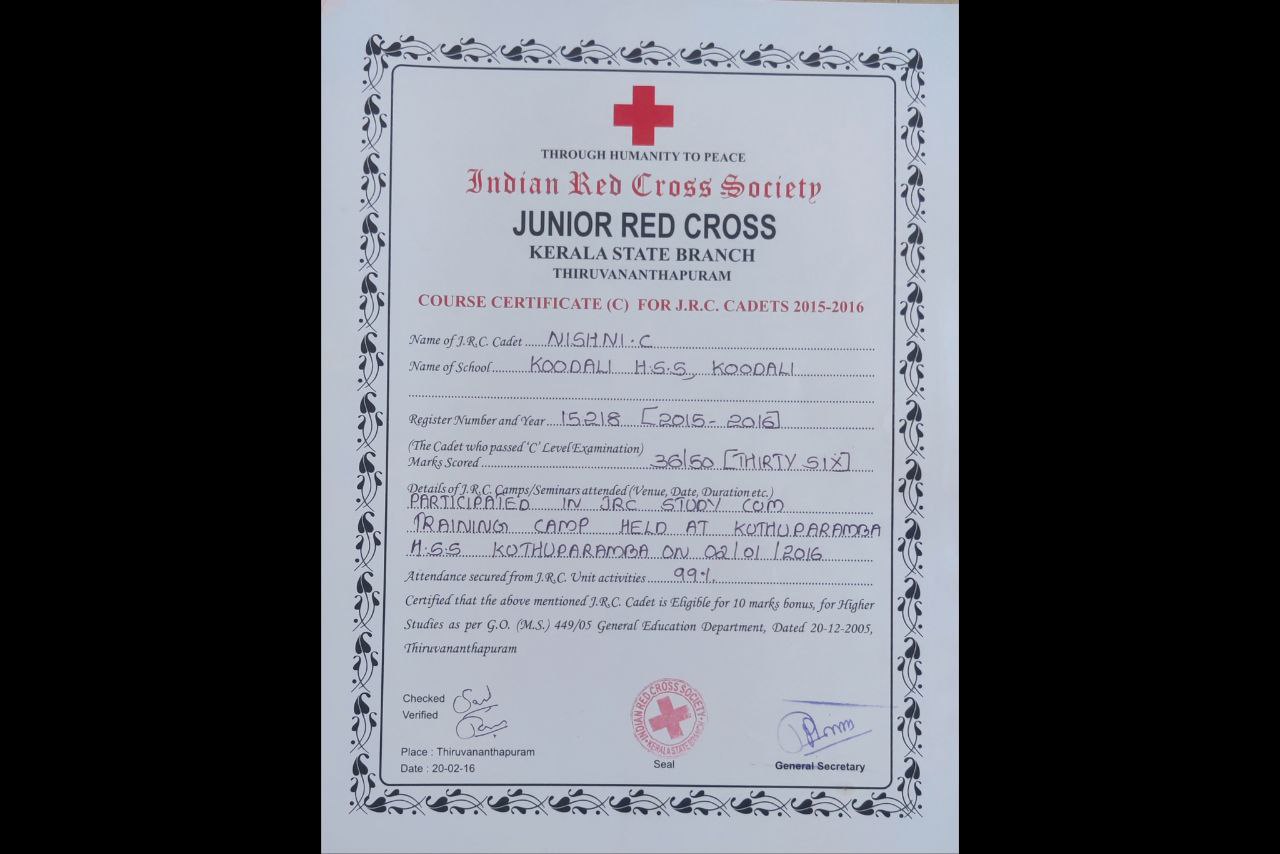 THROUGH HUMANITY TO PEACE
Indian Red Cross Society
JUNIOR RED CROSS
KERALA STATE BRANCH
THIRUVANANTHAPURAM
COURSE CERTIFICATE (C) FOR J.R.C. CADETS 2015-2016
Name of J.R.C. Cadet ..... NISHNI.C
Name of School..... KOODALI H.S.S, KOODALI
Register Number and Year.... 15218 [2015-2016]
(The Cadet who passed 'C' Level Examination)
Marks Scored ..... 36/60 [THIRTY SIX]
Details of J.R.C. Camps/Seminars attended (Venue, Date, Duration etc.)
PARTICIPATED IN JRC STUDY COM
TRAINING CAMP HELD AT KUTHUPARAMBA
H.S.S KUTHUPARAMBA ON 02/01/2016
Attendance secured from J.R.C. Unit activities ..... 99%
Certified that the above mentioned J.R.C. Cadet is Eligible for 10 marks bonus, for Higher
Studies as per G.O. (M.S.) 449/05 General Education Department, Dated 20-12-2005,
Thiruvananthapuram
Checked
Verified
Place : Thiruvananthapuram
Date : 20-02-16
INDIAN RED CROSS SOCIETY
KERALA STATE BRANCH
Seal
General Secretary